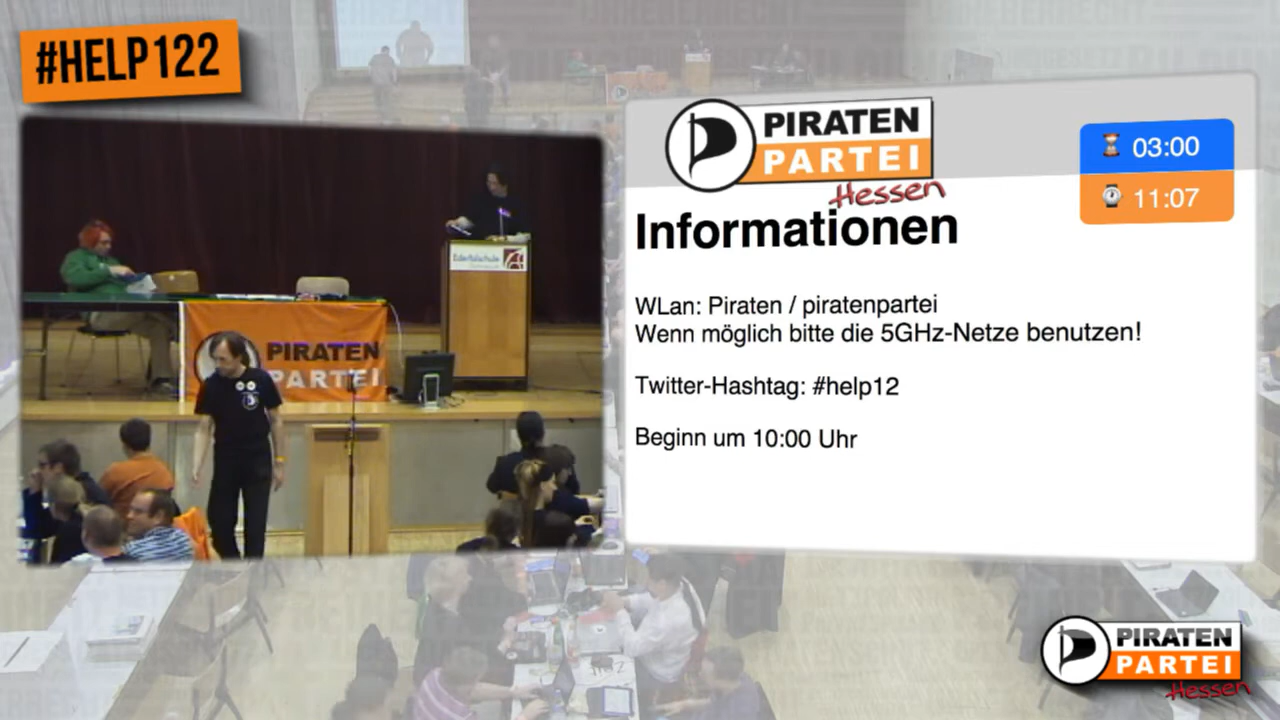 #HELP122
PIRATEN
PARTEI
Hessen
03:00
11:07
Informationen
WLan: Piraten / piratenpartei
Wenn möglich bitte die 5GHz-Netze benutzen!
Twitter-Hashtag: #help12
Beginn um 10:00 Uhr
Ederttalschule
PIRATEN
PARTEI
PIRATEN
PARTEI
Hessen